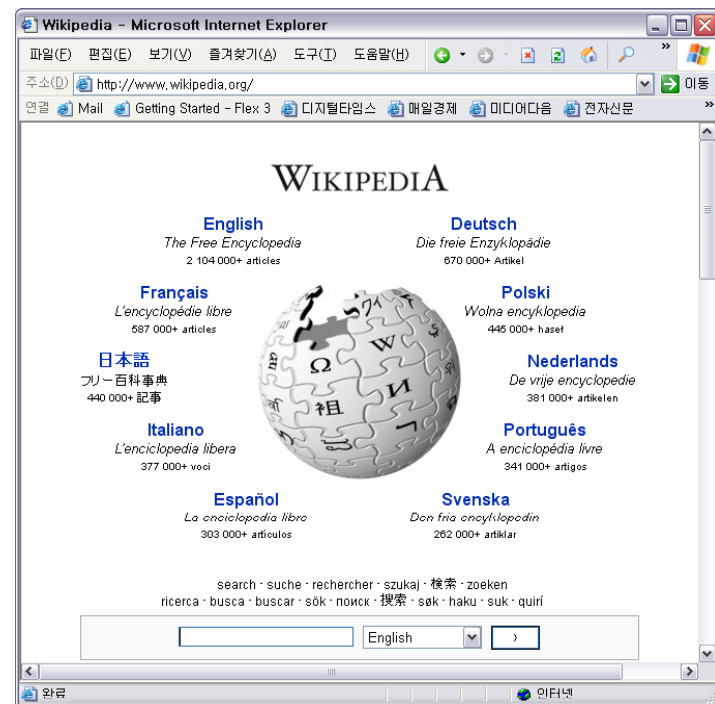 Wikipedia - Microsoft Internet Explorer
파일(F) 편집(E) 보기(V) 즐겨찾기(A) 도구(T) 도움말(H) »
주소(D) http://www.wikipedia.org/ 이동
연결 Mail Getting Started - Flex 3 디지털타임스 매일경제 미디어다음 전자신문 »
WIKIPEDIA
English Deutsch
The Free Encyclopedia Die freie Enzyklopädie
2 104 000+ articles 670 000+ Artikel
Français Polski
L'encyclopédie libre Wolna encyklopedia
587 000+ articles 445 000+ haseł
日本語 Nederlands
フリー百科事典 De vrije encyclopedie
440 000+ 記事 381 000+ artikelen
Italiano Português
L'enciclopedia libera A enciclopédia livre
377 000+ voci 341 000+ artigos
Español Svenska
La enciclopedia libre Den fria encyklopedin
303 000+ artículos 262 000+ artiklar
Ω W И 祖
search · suche · rechercher · szukaj · 検索 · zoeken
ricerca · busca · buscar · sök · поиск · 搜索 · søk · haku · suk · quirí
English ›
완료 인터넷